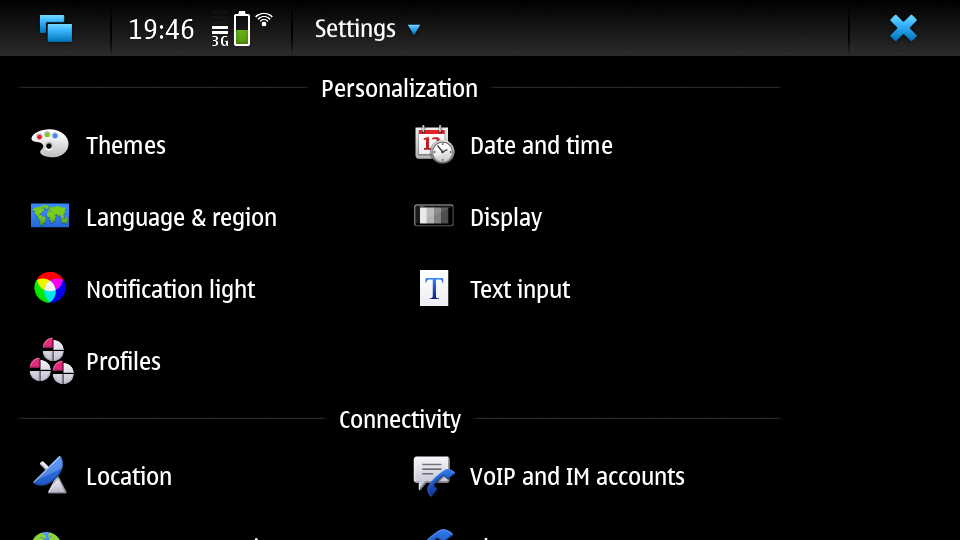 19:46 3G Settings
Personalization
Themes Date and time
12
Language & region Display
Notification light T Text input
Profiles
Connectivity
Location VoIP and IM accounts